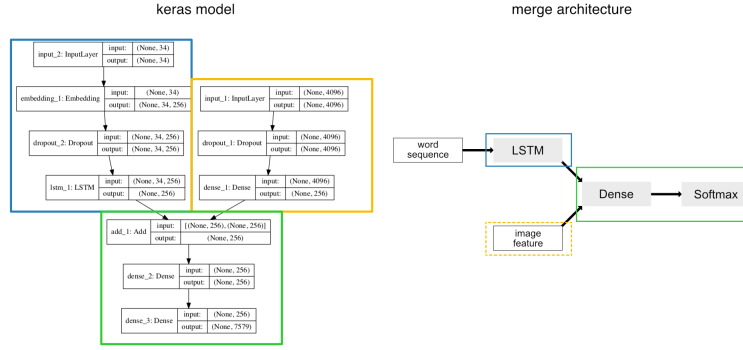 keras model
merge architecture
input_2: InputLayer
input: (None, 34)
output: (None, 34)
embedding_1: Embedding
input: (None, 34)
output: (None, 34, 256)
input_1: InputLayer
input: (None, 4096)
output: (None, 4096)
dropout_2: Dropout
input: (None, 34, 256)
output: (None, 34, 256)
dropout_1: Dropout
input: (None, 4096)
output: (None, 4096)
lstm_1: LSTM
input: (None, 34, 256)
output: (None, 256)
dense_1: Dense
input: (None, 4096)
output: (None, 256)
add_1: Add
input: [(None, 256), (None, 256)]
output: (None, 256)
dense_2: Dense
input: (None, 256)
output: (None, 256)
dense_3: Dense
input: (None, 256)
output: (None, 7579)
word
sequence
LSTM
Dense
Softmax
image
feature